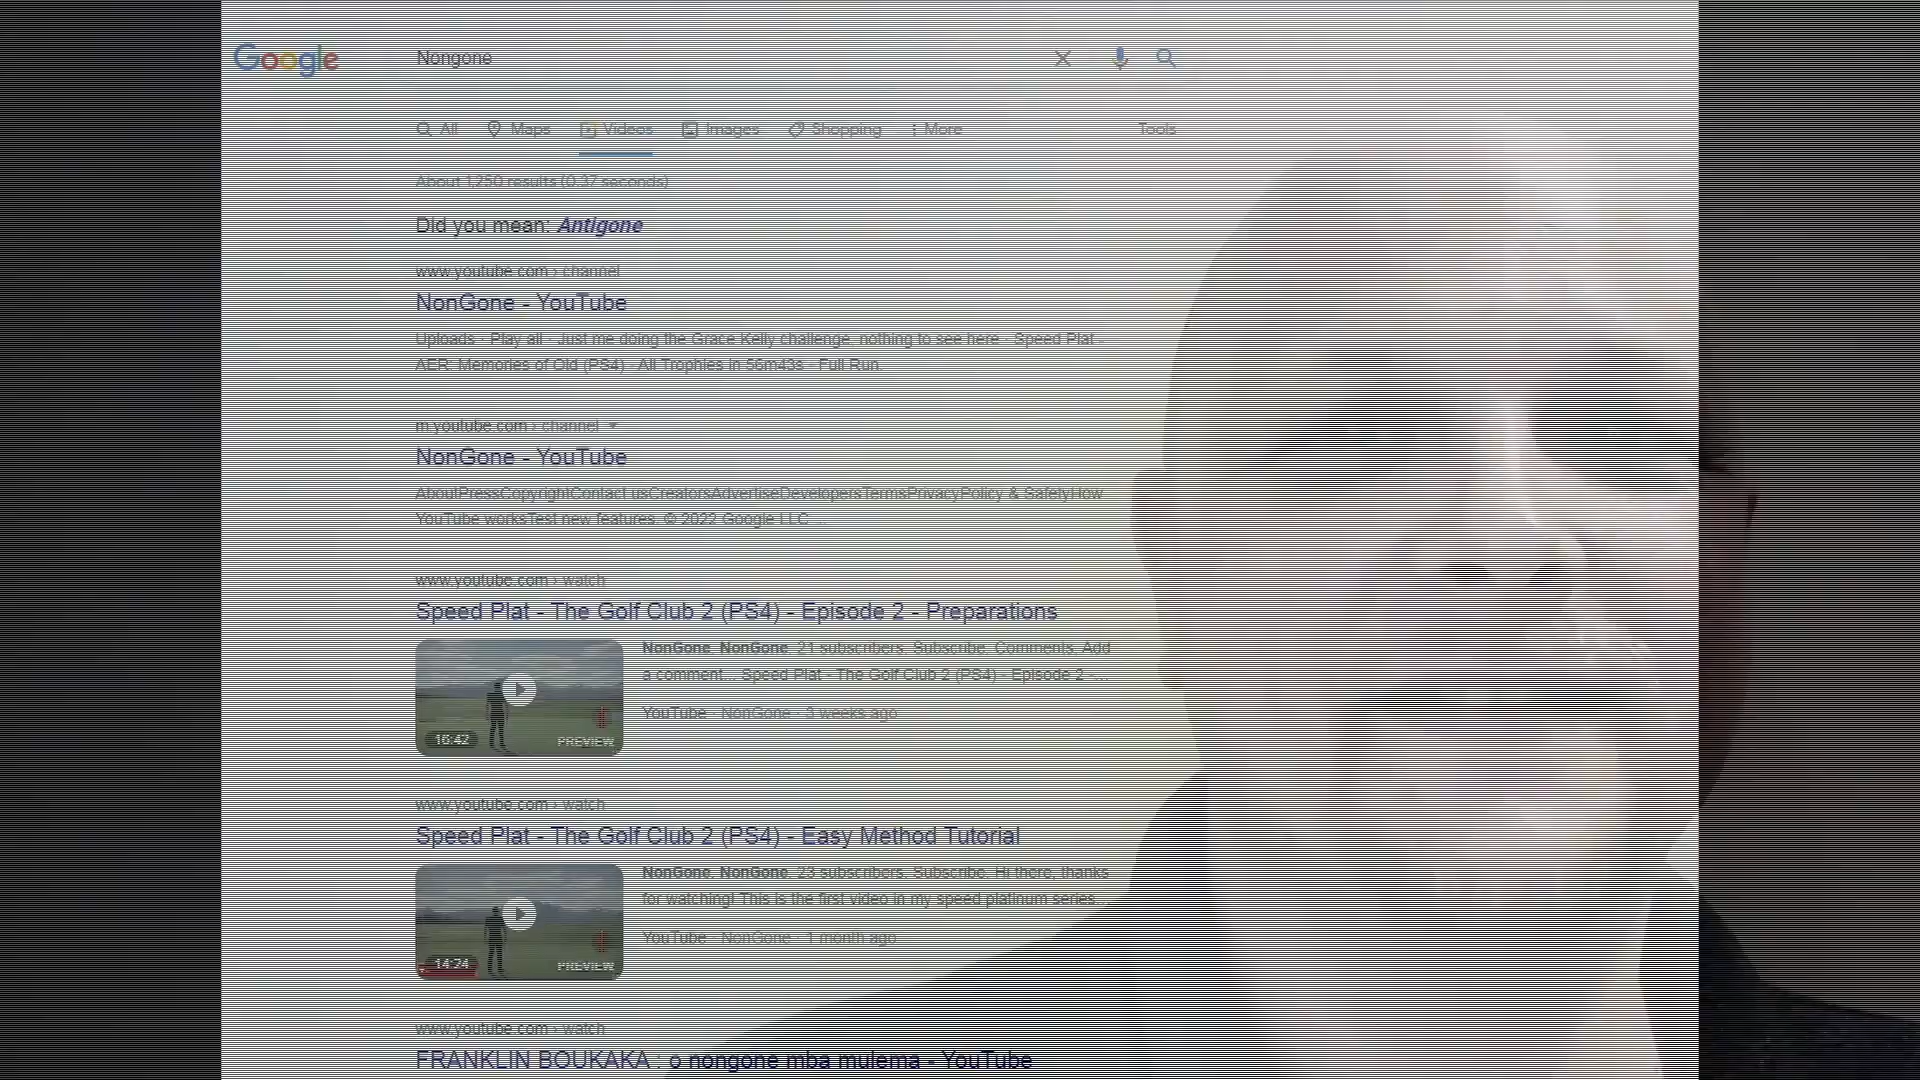 Google
Nongone
All Maps Videos Images Shopping More Tools
About 1,250 results (0.37 seconds)
Did you mean: Antigone
www.youtube.com › channel
NonGone - YouTube
Uploads · Play all · Just me doing the Grace Kelly challenge, nothing to see here · Speed Plat -
AER: Memories of Old (PS4) · All Trophies in 56m43s · Full Run.
m.youtube.com › channel
NonGone - YouTube
AboutPressCopyrightContact usCreatorsAdvertiseDevelopersTermsPrivacyPolicy & SafetyHow
YouTube worksTest new features. © 2022 Google LLC ...
www.youtube.com › watch
Speed Plat - The Golf Club 2 (PS4) - Episode 2 - Preparations
NonGone. NonGone. 21 subscribers. Subscribe. Comments. Add
a comment... Speed Plat - The Golf Club 2 (PS4) - Episode 2 -...
YouTube · NonGone · 3 weeks ago
16:42 PREVIEW
www.youtube.com › watch
Speed Plat - The Golf Club 2 (PS4) - Easy Method Tutorial
NonGone. NonGone. 23 subscribers. Subscribe. Hi there, thanks
for watching! This is the first video in my speed platinum series...
YouTube · NonGone · 1 month ago
14:24 PREVIEW
www.youtube.com › watch
FRANKLIN BOUKAKA : o nongone mba mulema - YouTube